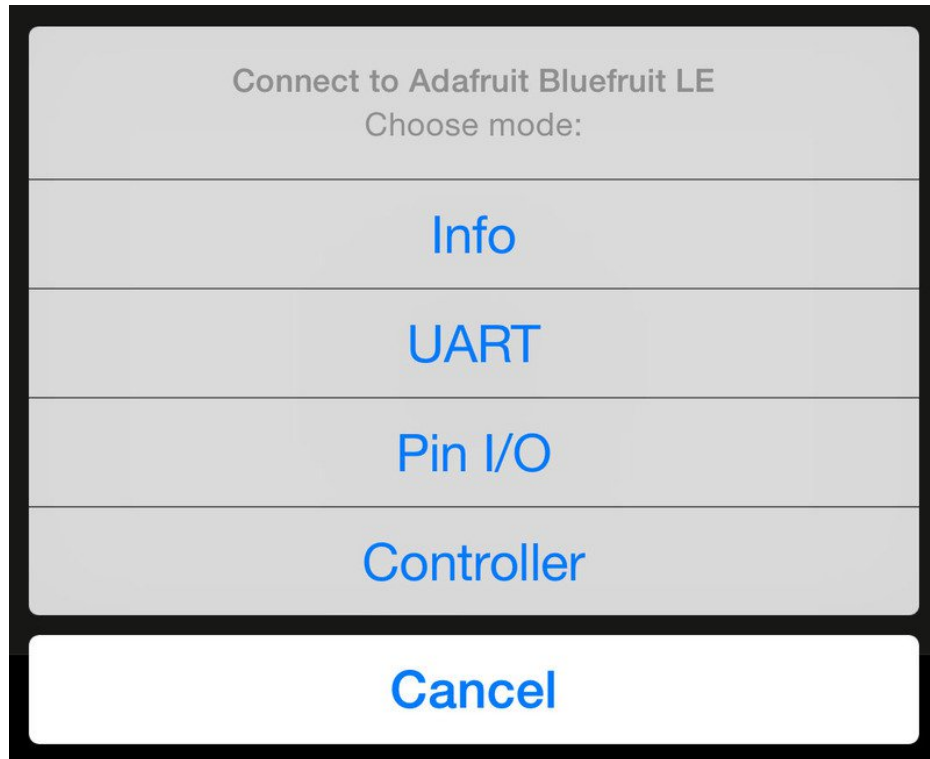 Connect to Adafruit Bluefruit LE
Choose mode:
Info
UART
Pin I/O
Controller
Cancel